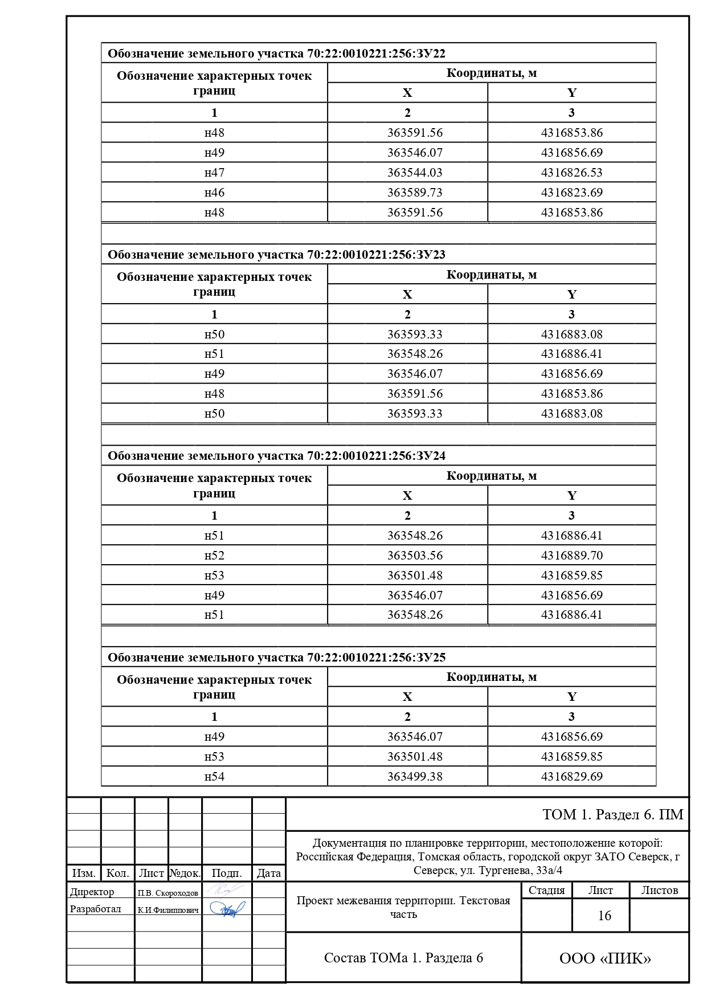 Обозначение земельного участка 70:22:0010221:256:ЗУ22
Обозначение характерных точек границ
Координаты, м
X Y
1 2 3
н48 363591.56 4316853.86
н49 363546.07 4316856.69
н47 363544.03 4316826.53
н46 363589.73 4316823.69
н48 363591.56 4316853.86
Обозначение земельного участка 70:22:0010221:256:ЗУ23
Обозначение характерных точек границ
Координаты, м
X Y
1 2 3
н50 363593.33 4316883.08
н51 363548.26 4316886.41
н49 363546.07 4316856.69
н48 363591.56 4316853.86
н50 363593.33 4316883.08
Обозначение земельного участка 70:22:0010221:256:ЗУ24
Обозначение характерных точек границ
Координаты, м
X Y
1 2 3
н51 363548.26 4316886.41
н52 363503.56 4316889.70
н53 363501.48 4316859.85
н49 363546.07 4316856.69
н51 363548.26 4316886.41
Обозначение земельного участка 70:22:0010221:256:ЗУ25
Обозначение характерных точек границ
Координаты, м
X Y
1 2 3
н49 363546.07 4316856.69
н53 363501.48 4316859.85
н54 363499.38 4316829.69
ТОМ 1. Раздел 6. ПМ
Документация по планировке территории, местоположение которой:
Российская Федерация, Томская область, городской округ ЗАТО Северск, г
Северск, ул. Тургенева, 33а/4
Изм. Кол. Лист №док. Подп. Дата
Директор П.В. Скороходов
Разработал К.И.Филиппович
Проект межевания территории. Текстовая
часть
Стадия Лист Листов
16
Состав ТОМа 1. Раздела 6
ООО «ПИК»